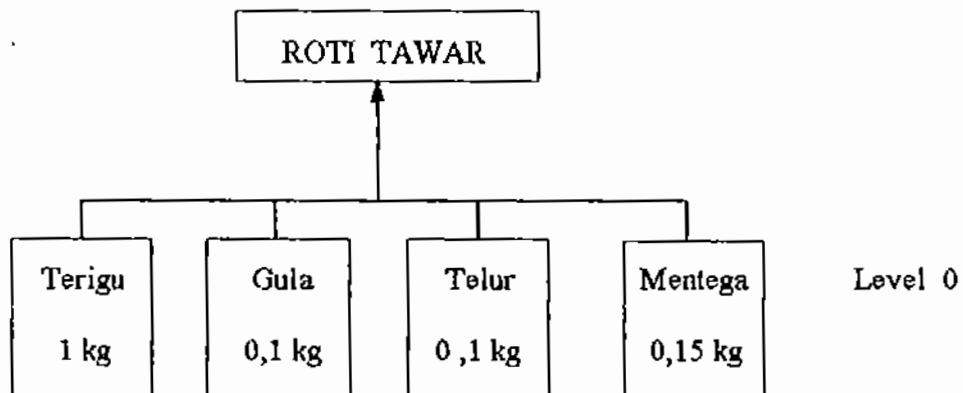 ROTI TAWAR
Terigu Gula Telur Mentega Level 0
1 kg 0,1 kg 0 ,1 kg 0,15 kg